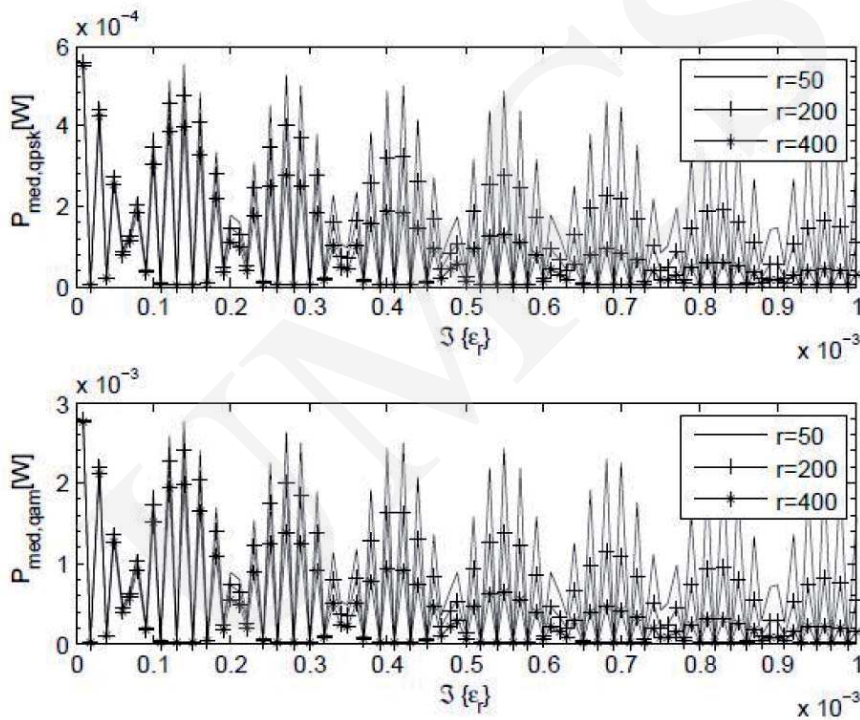 x 10⁻⁴
6
4
2
0
P_med,qpsk[W]
r=50
r=200
r=400
0 0.1 0.2 0.3 0.4 0.5 0.6 0.7 0.8 0.9 1
ℑ {ε_r}
x 10⁻³
x 10⁻³
3
2
1
0
P_med,qam[W]
r=50
r=200
r=400
0 0.1 0.2 0.3 0.4 0.5 0.6 0.7 0.8 0.9 1
ℑ {ε_r}
x 10⁻³
UMCS